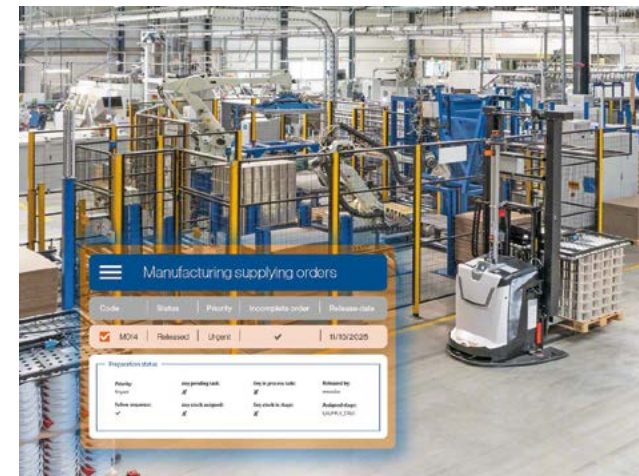 Manufacturing supplying orders
Code Status Priority Incomplete order Release date
M014 Released Urgent ✓ 11/10/2025
Preparation status
Priority: Any pending task: Any in process task: Released by:
Urgent ✗ ✗
Follow sequence: Any stock assigned: Any stock in stage: Assigned stage:
✓ ✗ ✗